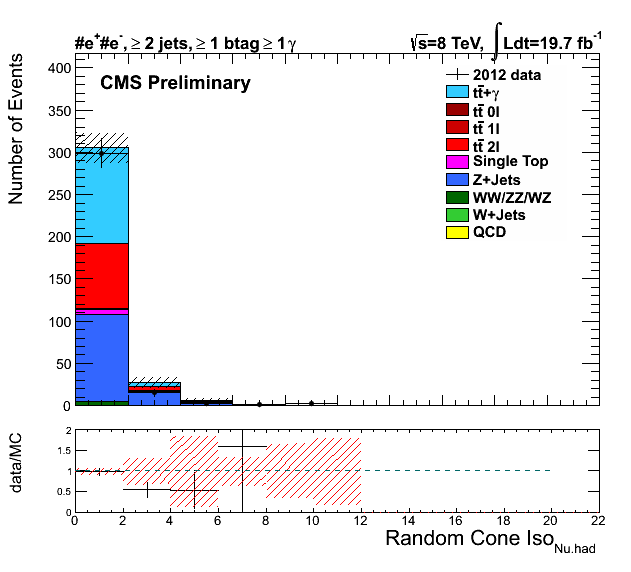 #e⁺#e⁻, ≥ 2 jets, ≥ 1 btag ≥ 1 γ
√s=8 TeV, ∫Ldt=19.7 fb⁻¹
CMS Preliminary
Number of Events
400
350
300
250
200
150
100
50
0
2012 data
tt̄+γ
tt̄ 0l
tt̄ 1l
tt̄ 2l
Single Top
Z+Jets
WW/ZZ/WZ
W+Jets
QCD
data/MC
2
1.5
1
0.5
0
0 2 4 6 8 10 12 14 16 18 20 22
Random Cone Iso_Nu.had